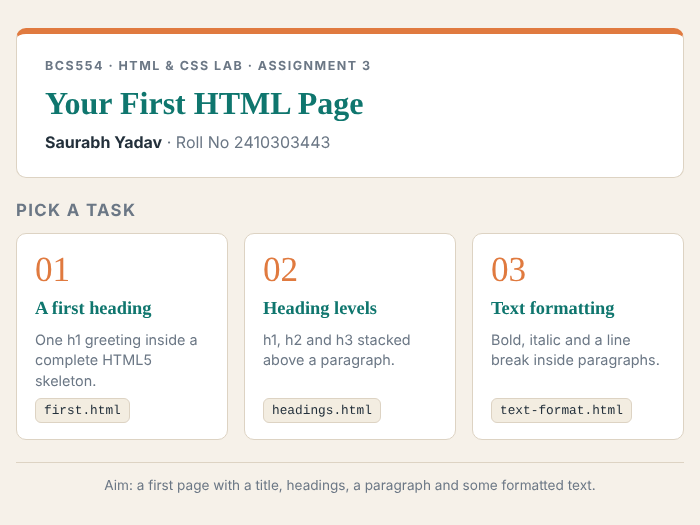 BCS554 · HTML & CSS LAB · ASSIGNMENT 3
Your First HTML Page
Saurabh Yadav · Roll No 2410303443
PICK A TASK
01
A first heading
One h1 greeting inside a
complete HTML5
skeleton.
first.html
02
Heading levels
h1, h2 and h3 stacked
above a paragraph.
headings.html
03
Text formatting
Bold, italic and a line
break inside paragraphs.
text-format.html
Aim: a first page with a title, headings, a paragraph and some formatted text.